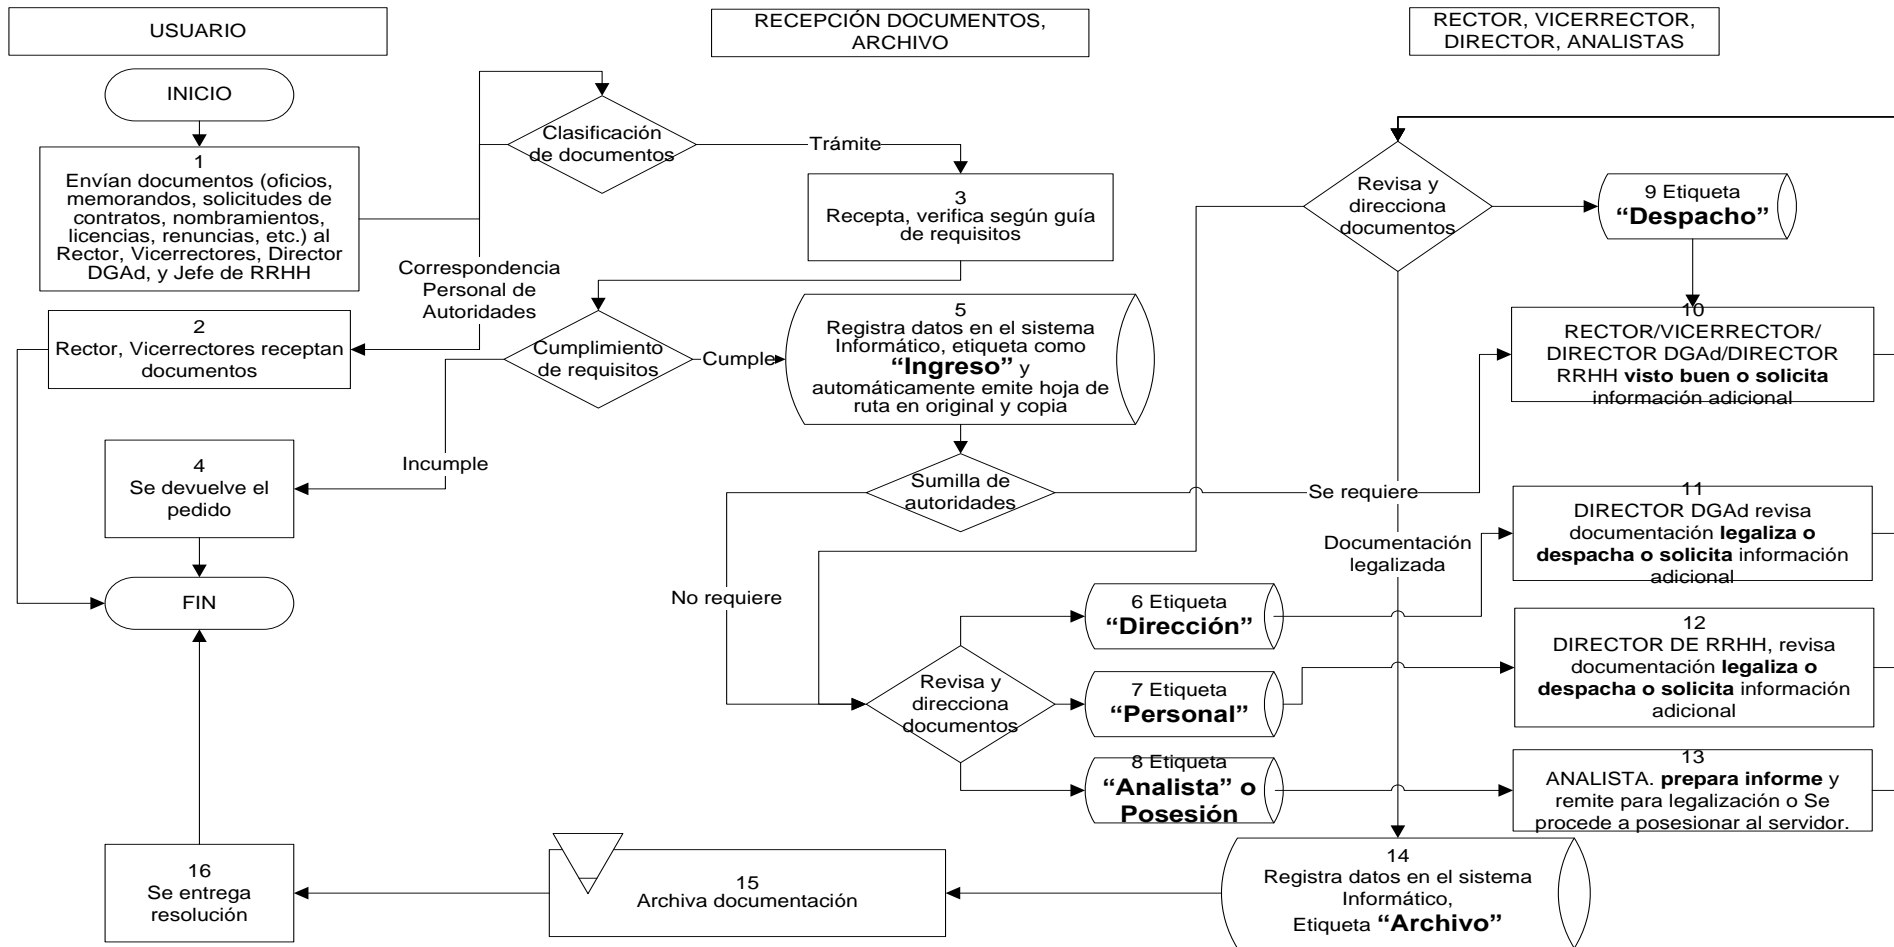 USUARIO
RECEPCIÓN DOCUMENTOS,
ARCHIVO
RECTOR, VICERRECTOR,
DIRECTOR, ANALISTAS
INICIO
1
Envían documentos (oficios,
memorandos, solicitudes de
contratos, nombramientos,
licencias, renuncias, etc.) al
Rector, Vicerrectores, Director
DGAd, y Jefe de RRHH
Clasificación
de documentos
Trámite
3
Recepta, verifica según guía
de requisitos
Revisa y
direcciona
documentos
9 Etiqueta
“Despacho”
Correspondencia
Personal de
Autoridades
2
Rector, Vicerrectores receptan
documentos
Cumplimiento
de requisitos
Cumple
5
Registra datos en el sistema
Informático, etiqueta como
“Ingreso” y
automáticamente emite hoja de
ruta en original y copia
10
RECTOR/VICERRECTOR/
DIRECTOR DGAd/DIRECTOR
RRHH visto buen o solicita
información adicional
Incumple
4
Se devuelve el
pedido
Sumilla de
autoridades
Se requiere
11
DIRECTOR DGAd revisa
documentación legaliza o
despacha o solicita información
adicional
Documentación
legalizada
No requiere
FIN
6 Etiqueta
“Dirección”
12
DIRECTOR DE RRHH, revisa
documentación legaliza o
despacha o solicita información
adicional
Revisa y
direcciona
documentos
7 Etiqueta
“Personal”
8 Etiqueta
“Analista” o
Posesión
13
ANALISTA. prepara informe y
remite para legalización o Se
procede a posesionar al servidor.
16
Se entrega
resolución
15
Archiva documentación
14
Registra datos en el sistema
Informático,
Etiqueta “Archivo”